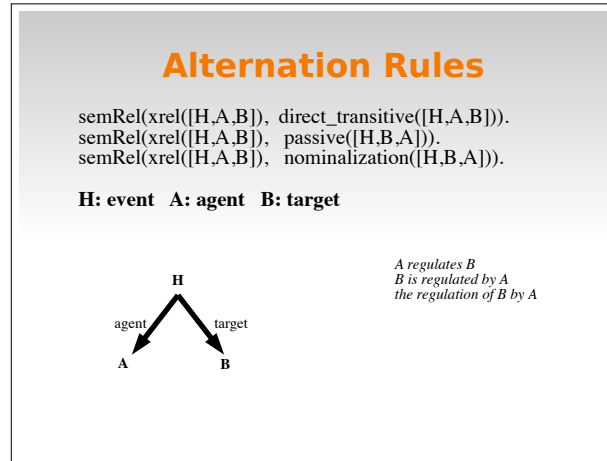 Alternation Rules
semRel(xrel([H,A,B]), direct_transitive([H,A,B])).
semRel(xrel([H,A,B]), passive([H,B,A])).
semRel(xrel([H,A,B]), nominalization([H,B,A])).
H: event A: agent B: target
A regulates B
B is regulated by A
the regulation of B by A
H
agent target
A B